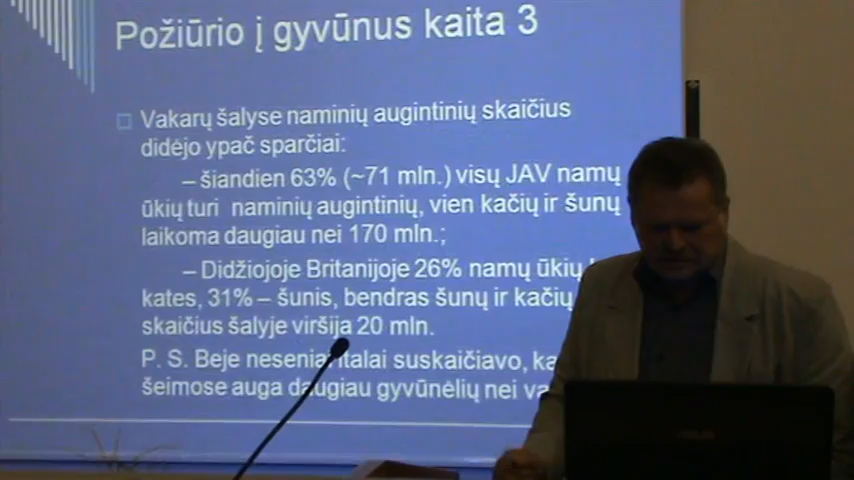 Požiūrio į gyvūnus kaita 3
Vakarų šalyse naminių augintinių skaičius
didėjo ypač sparčiai:
– šiandien 63% (~71 mln.) visų JAV namų
ūkių turi naminių augintinių, vien kačių ir šunų
laikoma daugiau nei 170 mln.;
– Didžiojoje Britanijoje 26% namų ūkių
kates, 31% – šunis, bendras šunų ir kačių
skaičius šalyje viršija 20 mln.
P. S. Beje neseniai italai suskaičiavo,
šeimose auga daugiau gyvūnėlių nei